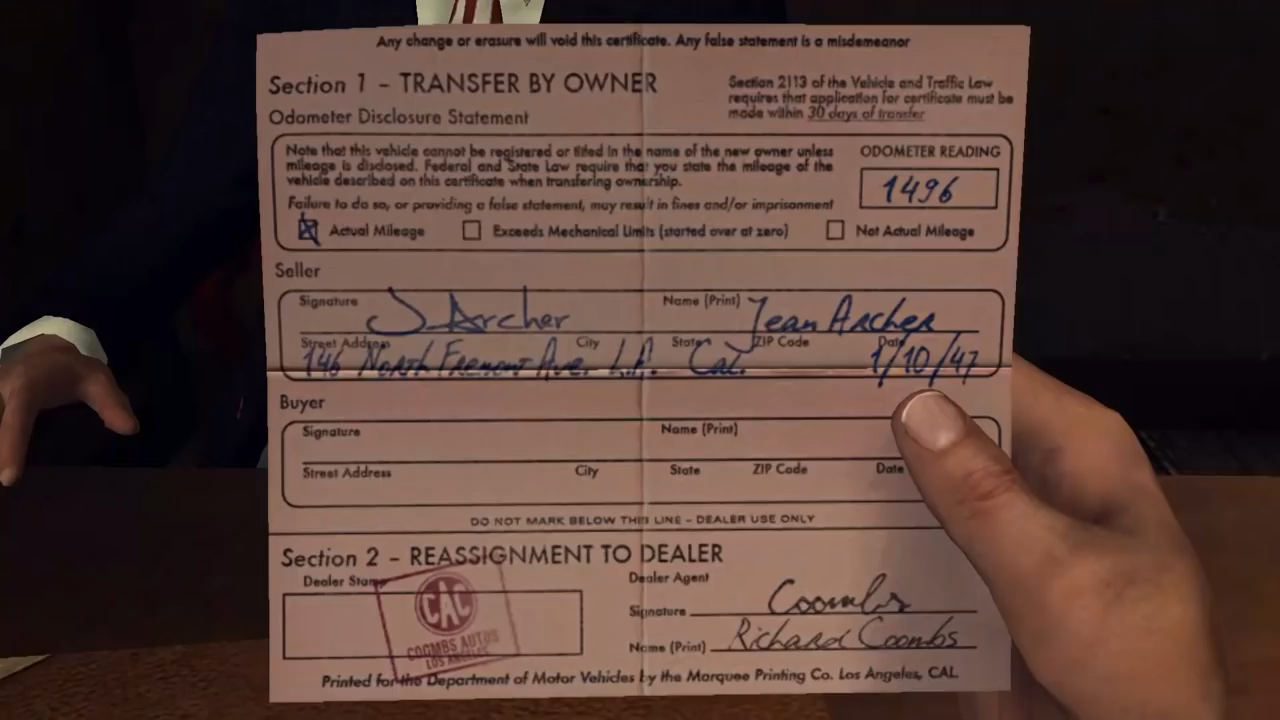 Any change or erasure will void this certificate. Any false statement is a misdemeanor
Section 1 - TRANSFER BY OWNER
Section 2113 of the Vehicle and Traffic Law
requires that application for certificate must be
made within 30 days of transfer
Odometer Disclosure Statement
Note that this vehicle cannot be registered or titled in the name of the new owner unless
mileage is disclosed. Federal and State Law require that you state the mileage of the
vehicle described on this certificate when transfering ownership.
Failure to do so, or providing a false statement, may result in fines and/or imprisonment
ODOMETER READING
1496
Actual Mileage
Exceeds Mechanical Limits (started over at zero)
Not Actual Mileage
Seller
Signature J Archer Name (Print) Jean Archer
Street Address City State ZIP Code Date
146 North Fremont Ave. L.A. Cal. 1/10/47
Buyer
Signature Name (Print)
Street Address City State ZIP Code Date
DO NOT MARK BELOW THIS LINE - DEALER USE ONLY
Section 2 - REASSIGNMENT TO DEALER
Dealer Stamp
CAC
COOMBS AUTOS
LOS ANGELES
Dealer Agent
Signature Coombs
Name (Print) Richard Coombs
Printed for the Department of Motor Vehicles by the Marquee Printing Co. Los Angeles, CAL